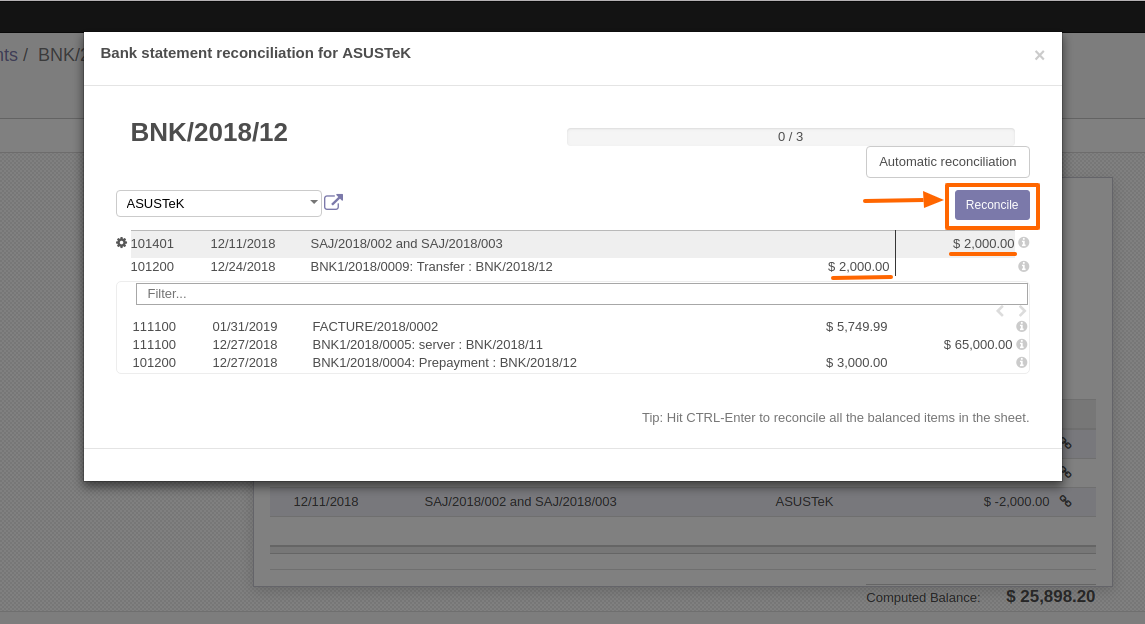 Bank statement reconciliation for ASUSTeK
×
nts / BNK/2
BNK/2018/12
0 / 3
Automatic reconciliation
ASUSTeK
Reconcile
101401 12/11/2018 SAJ/2018/002 and SAJ/2018/003 $ 2,000.00
101200 12/24/2018 BNK1/2018/0009: Transfer : BNK/2018/12 $ 2,000.00
Filter...
111100 01/31/2019 FACTURE/2018/0002 $ 5,749.99
111100 12/27/2018 BNK1/2018/0005: server : BNK/2018/11 $ 65,000.00
101200 12/27/2018 BNK1/2018/0004: Prepayment : BNK/2018/12 $ 3,000.00
Tip: Hit CTRL-Enter to reconcile all the balanced items in the sheet.
12/11/2018 SAJ/2018/002 and SAJ/2018/003 ASUSTeK $ -2,000.00
Computed Balance: $ 25,898.20